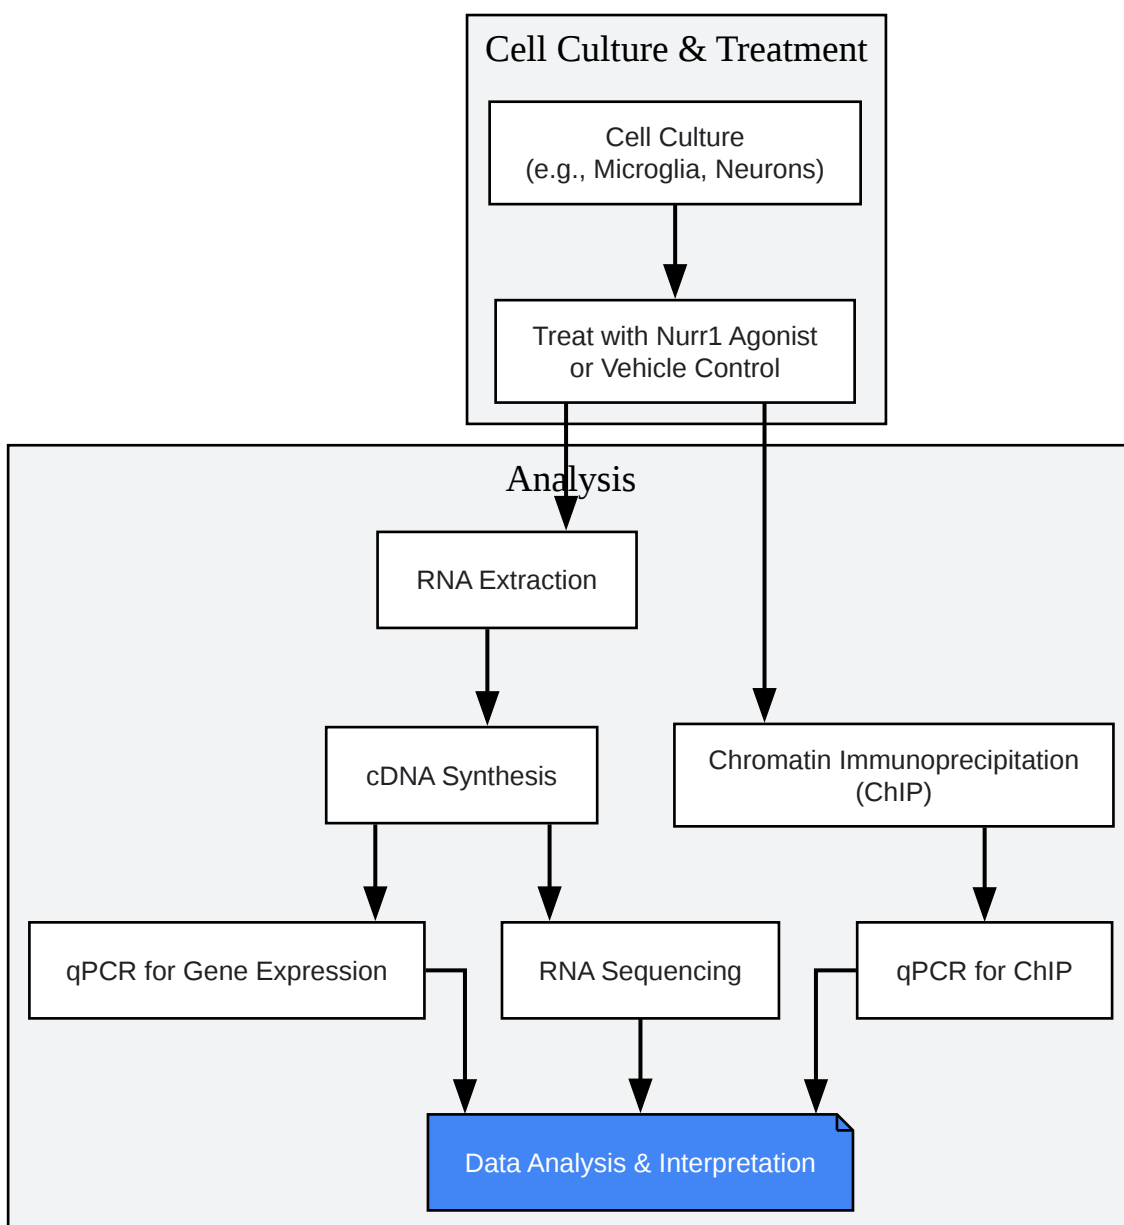 Cell Culture & Treatment
Cell Culture
(e.g., Microglia, Neurons)
Treat with Nurr1 Agonist
or Vehicle Control
Analysis
RNA Extraction
cDNA Synthesis
Chromatin Immunoprecipitation
(ChIP)
qPCR for Gene Expression
RNA Sequencing
qPCR for ChIP
Data Analysis & Interpretation